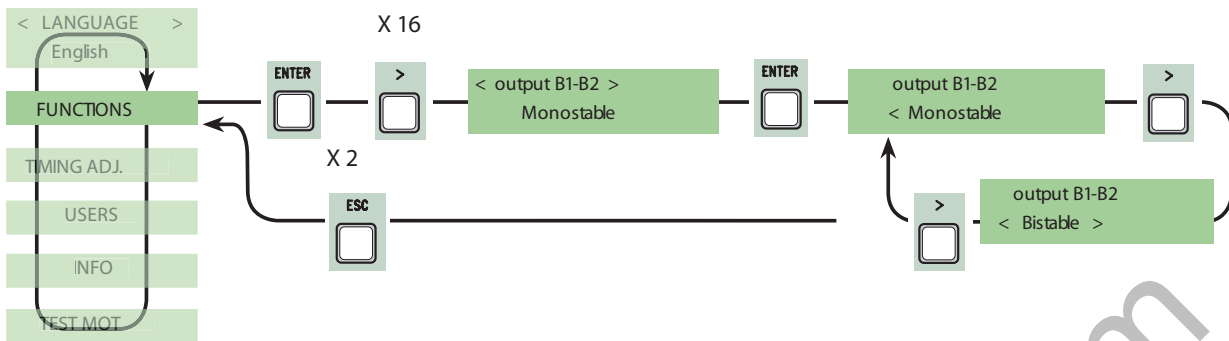 < LANGUAGE >
English
FUNCTIONS
TIMING ADJ.
USERS
INFO
TEST MOT
ENTER
X 16
>
< output B1-B2 >
Monostable
ENTER
output B1-B2
< Monostable
>
output B1-B2
< Bistable >
>
X 2
ESC
m